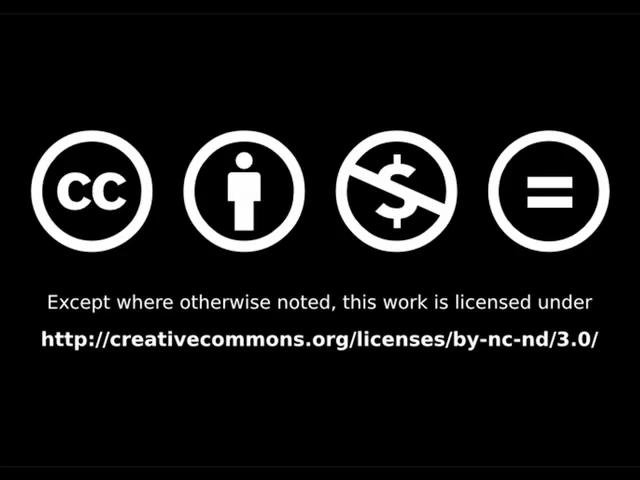 cc
$
=
Except where otherwise noted, this work is licensed under
http://creativecommons.org/licenses/by-nc-nd/3.0/